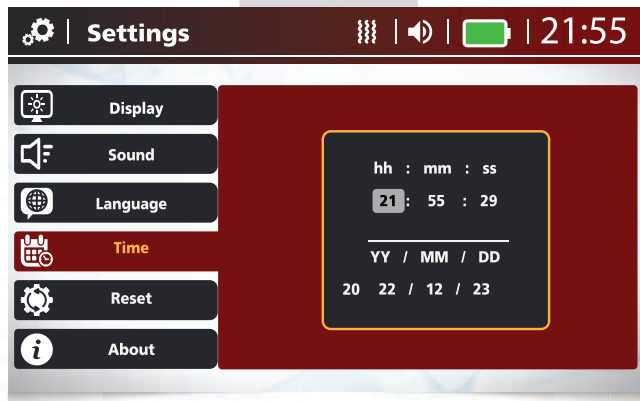 Settings 21:55
Display
Sound
Language
Time
Reset
About
hh : mm : ss
21 : 55 : 29
YY / MM / DD
20 22 / 12 / 23